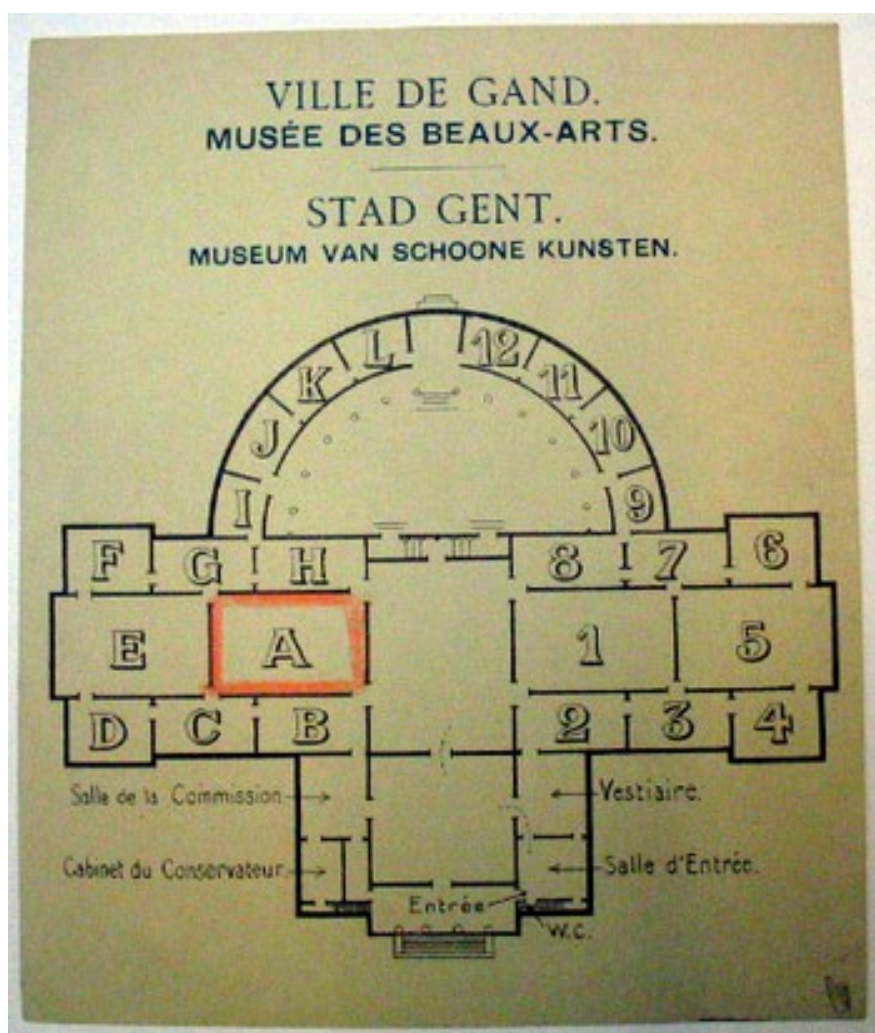 VILLE DE GAND.
MUSÉE DES BEAUX-ARTS.
STAD GENT.
MUSEUM VAN SCHOONE KUNSTEN.
L 12
K 11
J 10
I 9
F G H 8 7 6
E A 1 5
D C B 2 3 4
Salle de la Commission Vestiaire.
Cabinet du Conservateur. Salle d'Entrée.
Entrée
W.C.